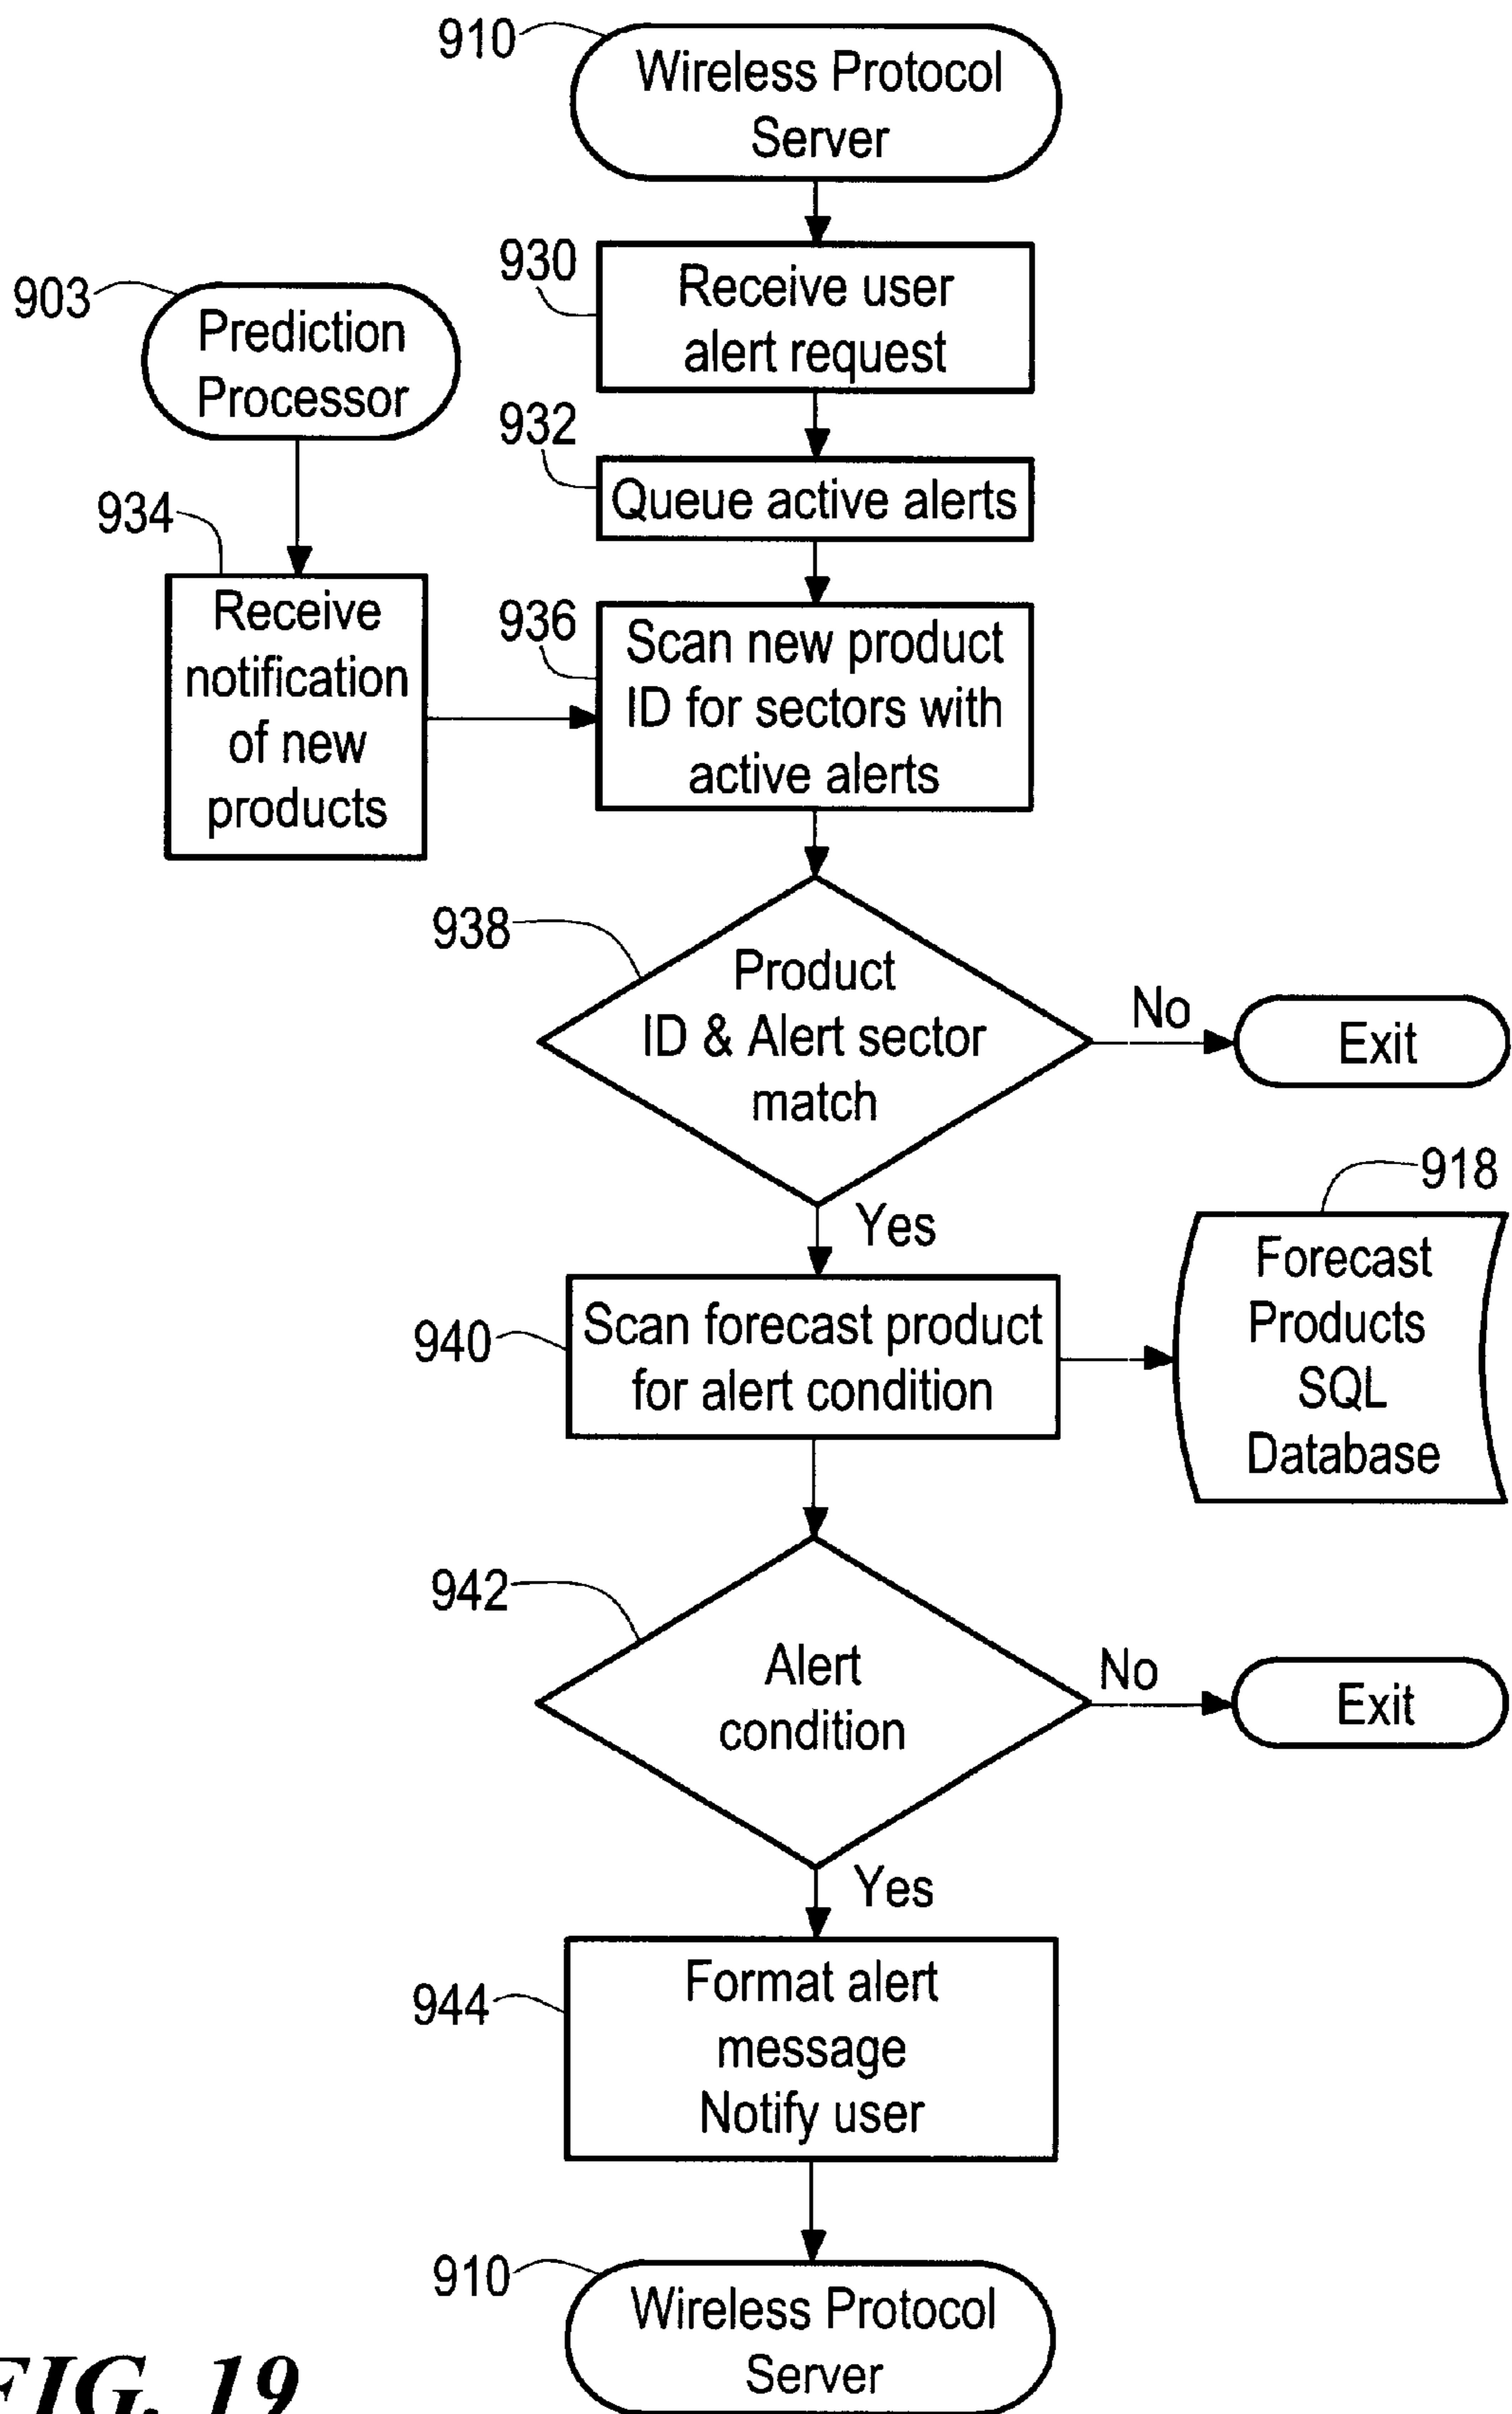 910
Wireless Protocol
Server
930
Receive user
alert request
903
Prediction
Processor
932
Queue active alerts
934
Receive
notification
of new
products
936
Scan new product
ID for sectors with
active alerts
938
Product
ID & Alert sector
match
No
Exit
Yes
918
Forecast
Products
SQL
Database
940
Scan forecast product
for alert condition
942
Alert
condition
No
Exit
Yes
944
Format alert
message
Notify user
910
Wireless Protocol
Server
FIG. 19